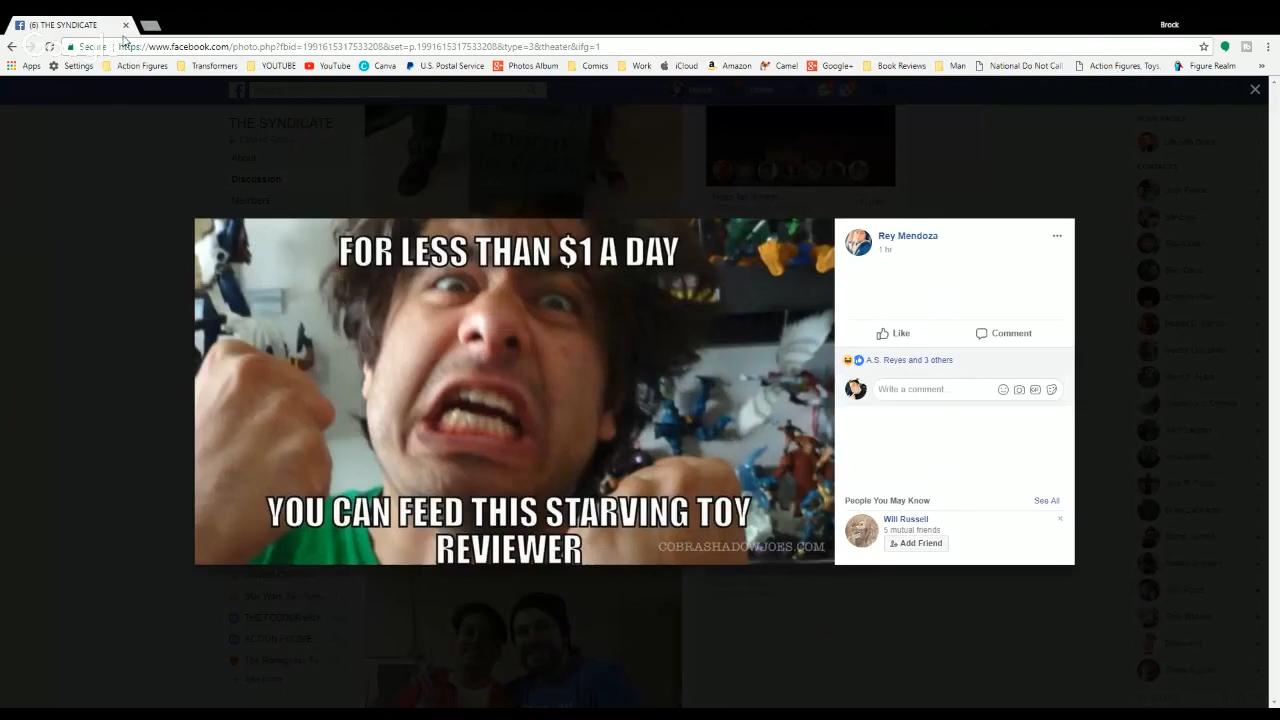 (6) THE SYNDICATE
Brock
Secure
https://www.facebook.com/photo.php?fbid=1991615317533208&set=p.1991615317533208&type=3&theater&ifg=1
Apps Settings Action Figures Transformers YOUTUBE YouTube Canva U.S. Postal Service Photos Album Comics Work iCloud Amazon Camel Google+ Book Reviews Man National Do Not Call Action Figures, Toys, Figure Realm
THE SYNDICATE
About
Discussion
Members
FOR LESS THAN $1 A DAY
YOU CAN FEED THIS STARVING TOY
REVIEWER
COBRASHADOWJOES.COM
Rey Mendoza
1 hr
Like Comment
A.S. Reyes and 3 others
Write a comment...
GIF
People You May Know See All
Will Russell
5 mutual friends
Add Friend
CONTACTS